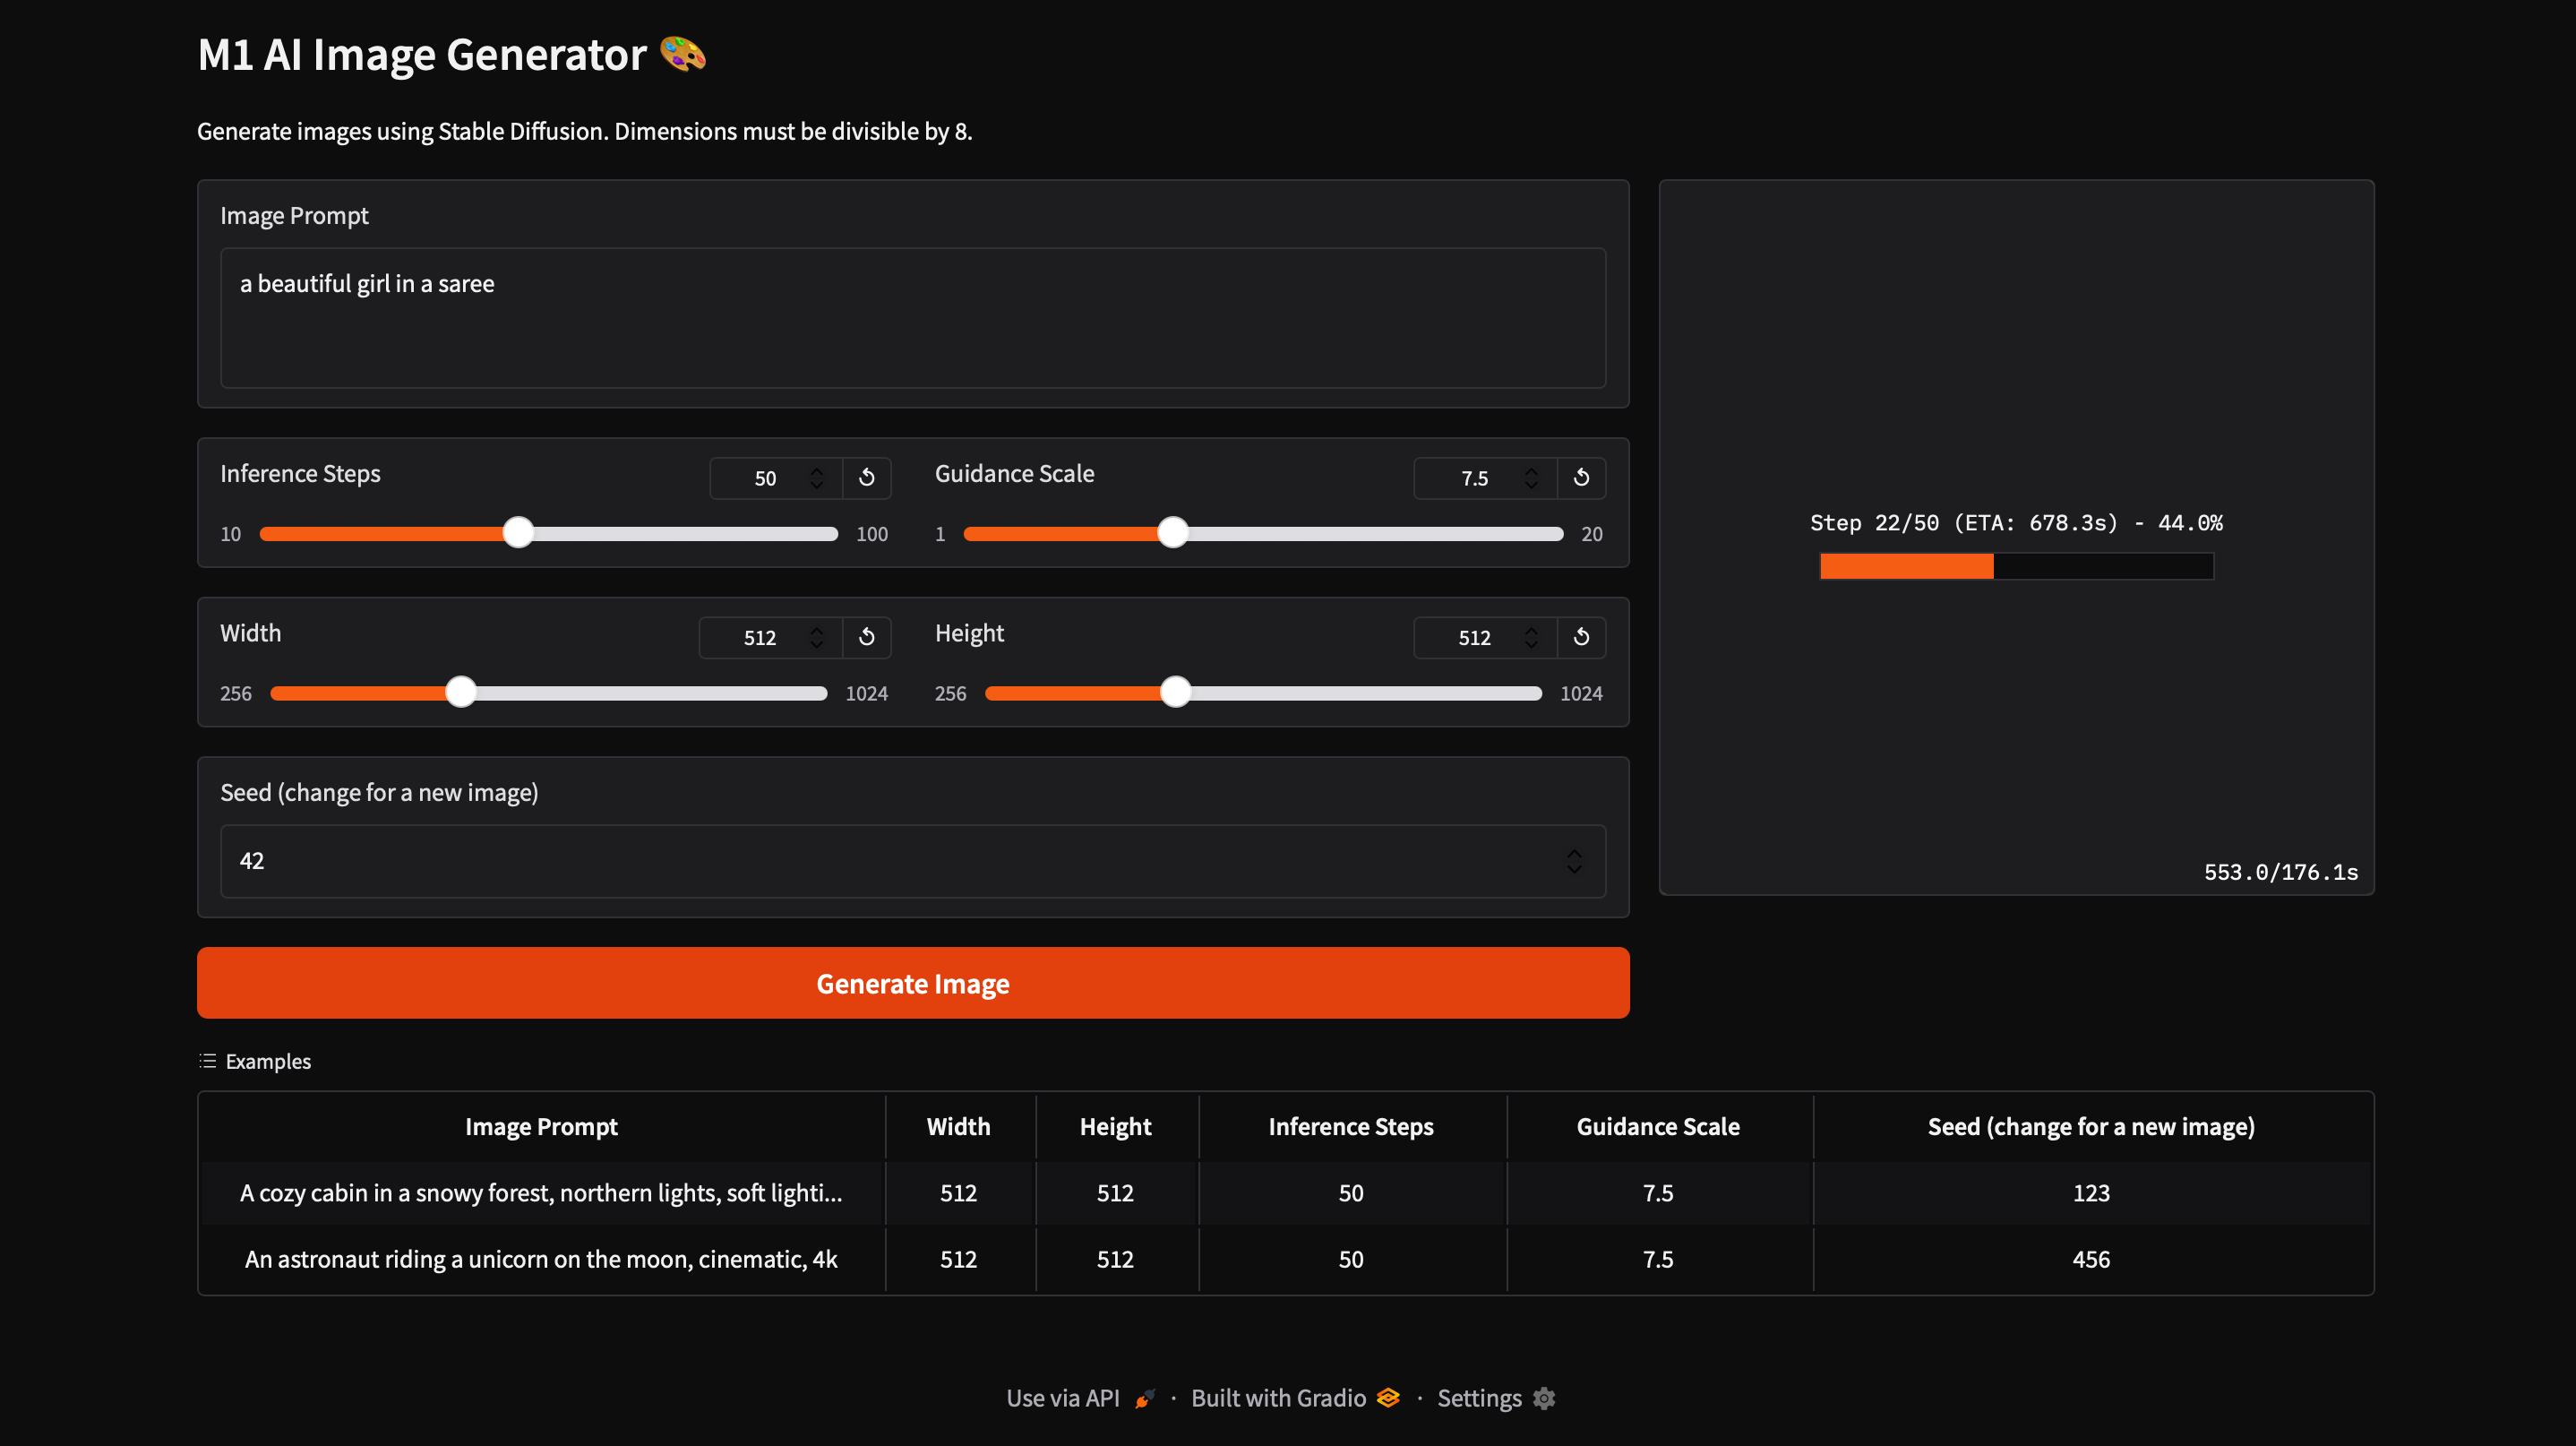 M1 AI Image Generator 🎨
Generate images using Stable Diffusion. Dimensions must be divisible by 8.
Image Prompt
a beautiful girl in a saree
Inference Steps
50
10
100
Guidance Scale
7.5
1
20
Width
512
256
1024
Height
512
256
1024
Seed (change for a new image)
42
Generate Image
Step 22/50 (ETA: 678.3s) - 44.0%
553.0/176.1s
Examples
Image Prompt Width Height Inference Steps Guidance Scale Seed (change for a new image)
A cozy cabin in a snowy forest, northern lights, soft lighti... 512 512 50 7.5 123
An astronaut riding a unicorn on the moon, cinematic, 4k 512 512 50 7.5 456
Use via API · Built with Gradio · Settings